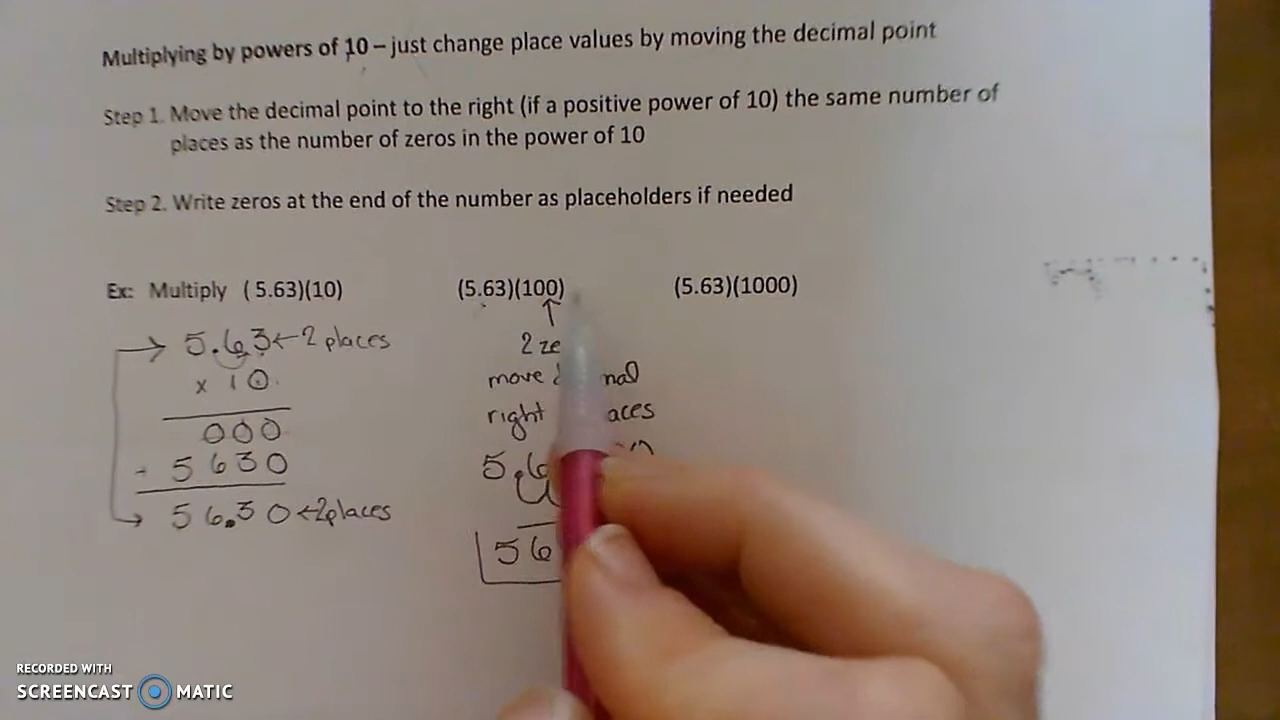 Multiplying by powers of 10 – just change place values by moving the decimal point
Step 1. Move the decimal point to the right (if a positive power of 10) the same number of
places as the number of zeros in the power of 10
Step 2. Write zeros at the end of the number as placeholders if needed
Ex: Multiply (5.63)(10) (5.63)(100) (5.63)(1000)
→ 5.63 ← 2 places
x 10
000
5630
56.30 ← 2 places
↑
2
move
right
RECORDED WITH
SCREENCAST MATIC